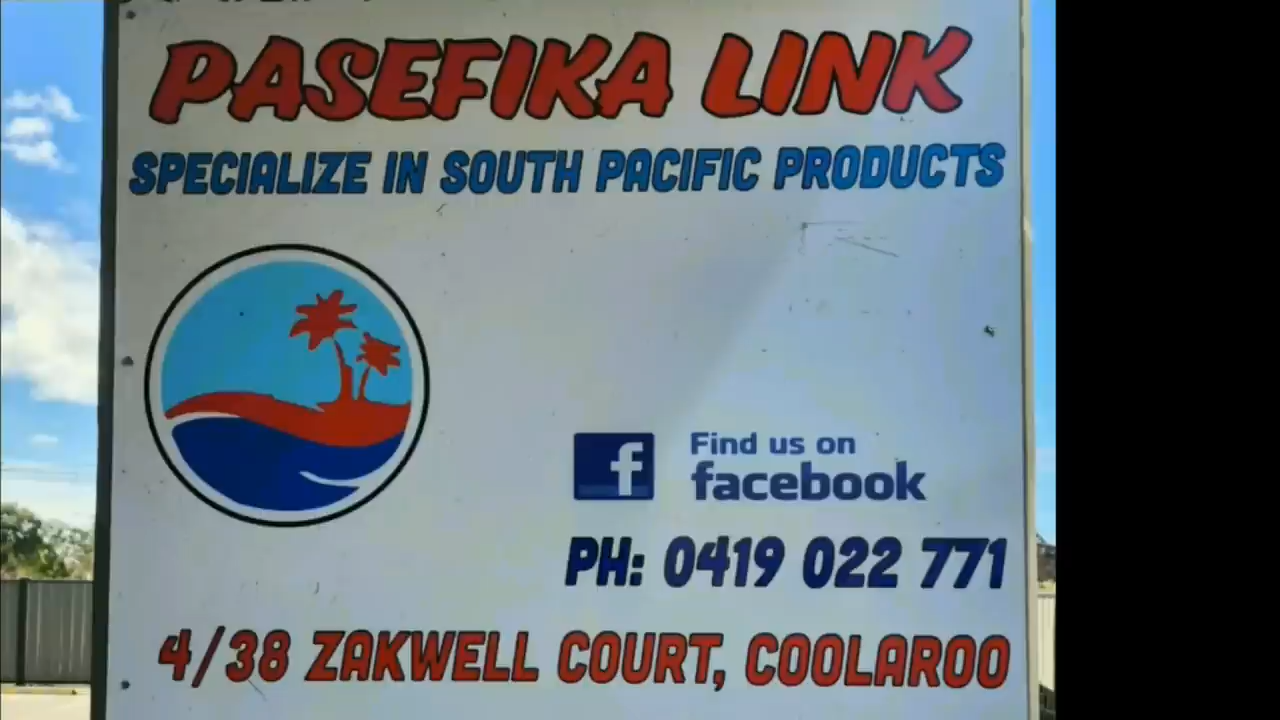 PASEFIKA LINK
SPECIALIZE IN SOUTH PACIFIC PRODUCTS
f Find us on
facebook
PH: 0419 022 771
4/38 ZAKWELL COURT, COOLAROO